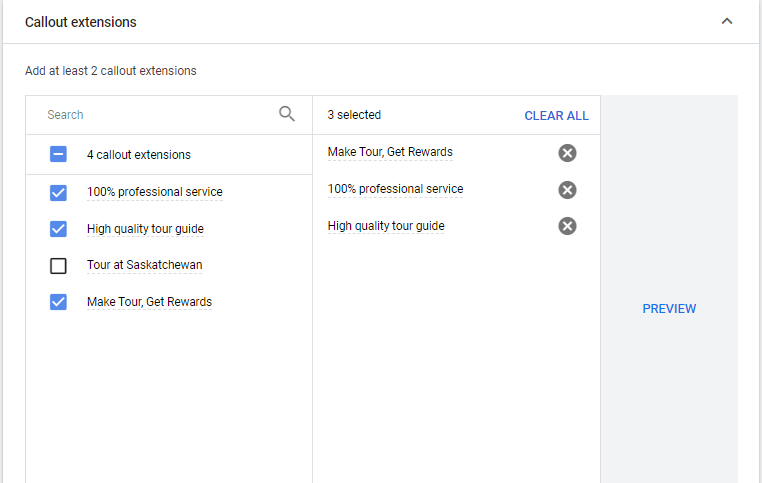 Callout extensions
Add at least 2 callout extensions
Search
4 callout extensions
100% professional service
High quality tour guide
Tour at Saskatchewan
Make Tour, Get Rewards
3 selected
CLEAR ALL
Make Tour, Get Rewards
100% professional service
High quality tour guide
PREVIEW